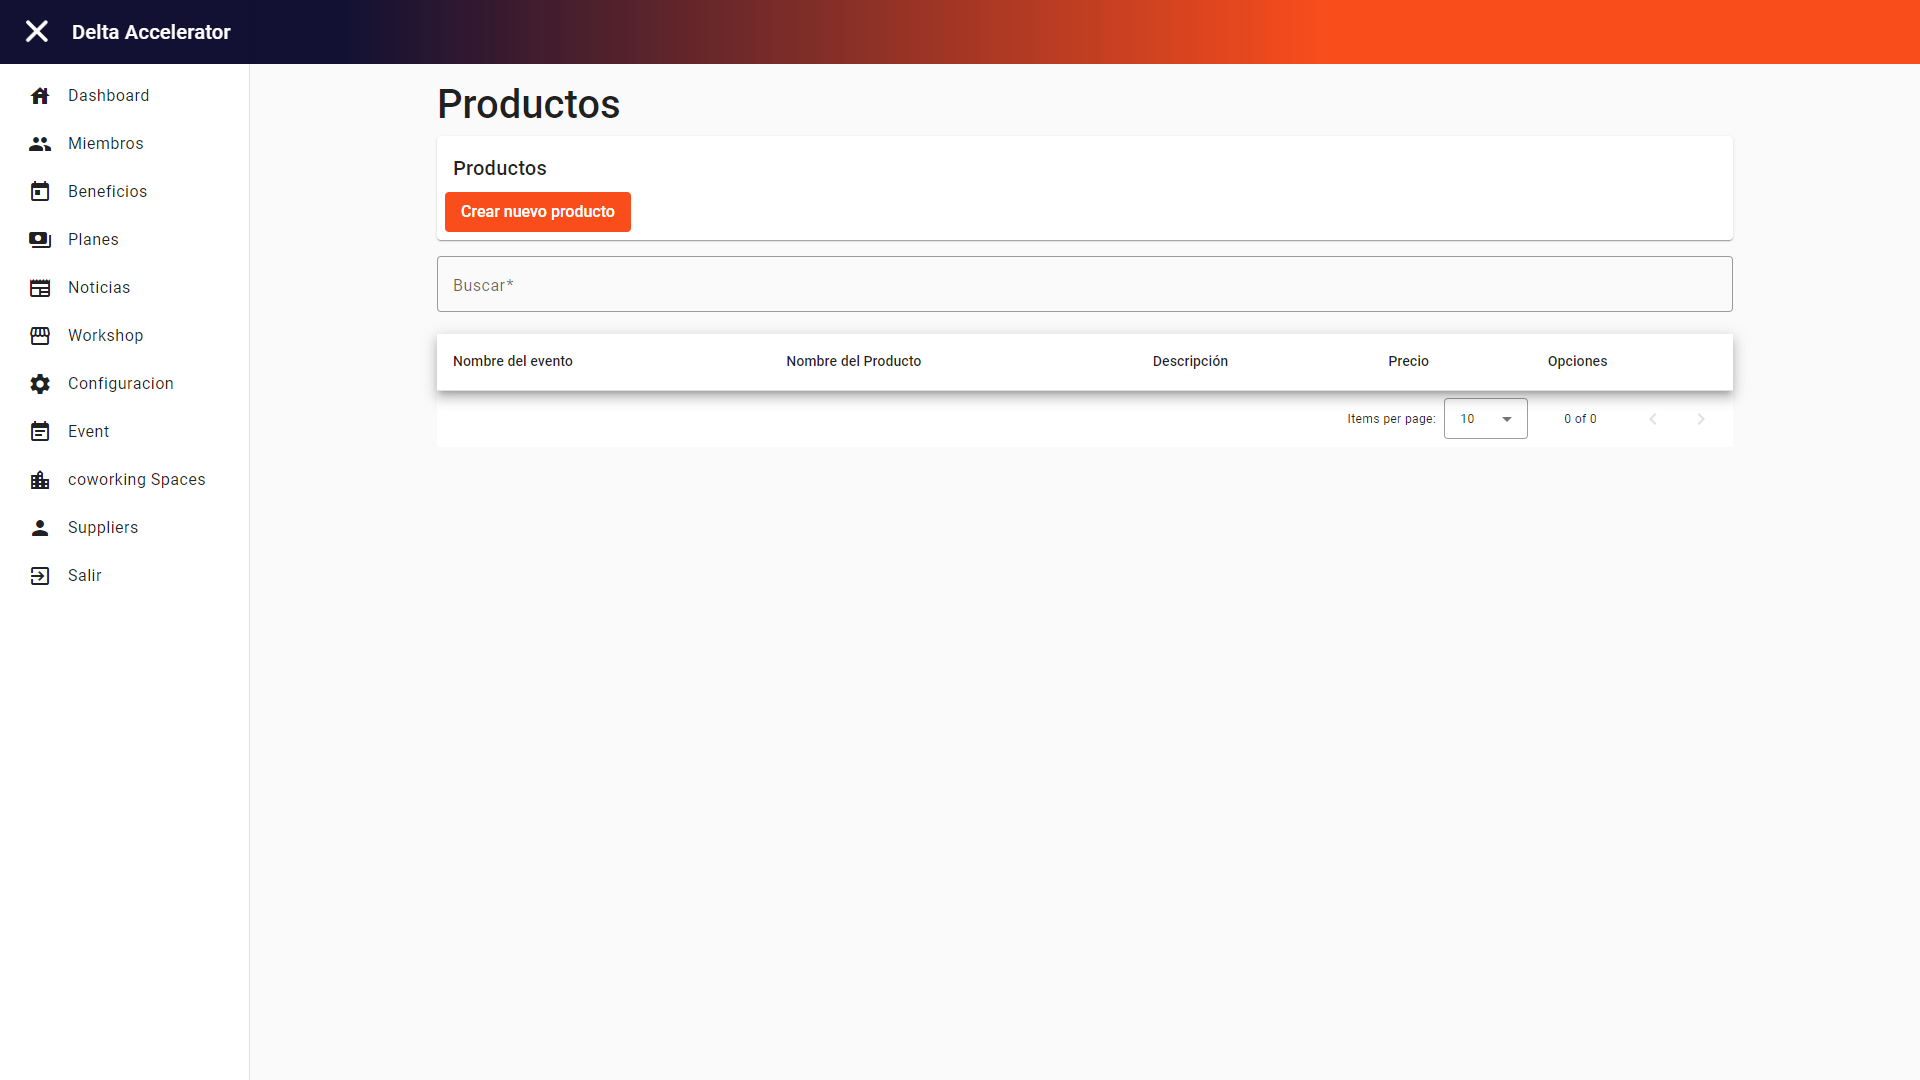 Delta Accelerator
Dashboard
Miembros
Beneficios
Planes
Noticias
Workshop
Configuracion
Event
coworking Spaces
Suppliers
Salir
Productos
Productos
Crear nuevo producto
Buscar*
Nombre del evento Nombre del Producto Descripción Precio Opciones
Items per page: 10 0 of 0